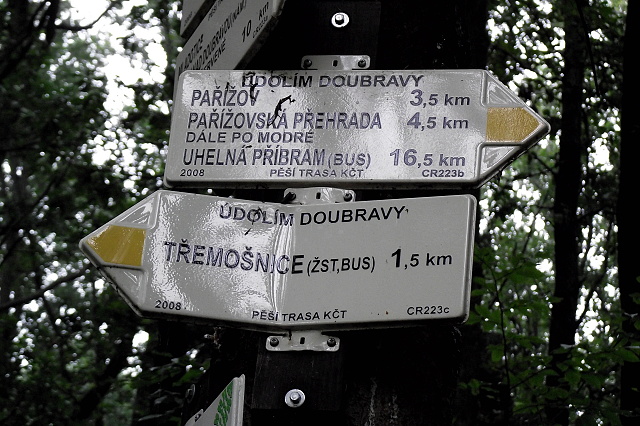 10 km
ÚDOLÍM DOUBRAVY
PAŘÍŽOV 3,5 km
PAŘÍŽOVSKÁ PŘEHRADA 4,5 km
DÁLE PO MODRÉ
UHELNÁ PŘÍBRAM (BUS) 16,5 km
2008 PĚŠÍ TRASA KČT CR223b
ÚDOLÍM DOUBRAVY
TŘEMOŠNICE (ŽST,BUS) 1,5 km
2008 PĚŠÍ TRASA KČT CR223c